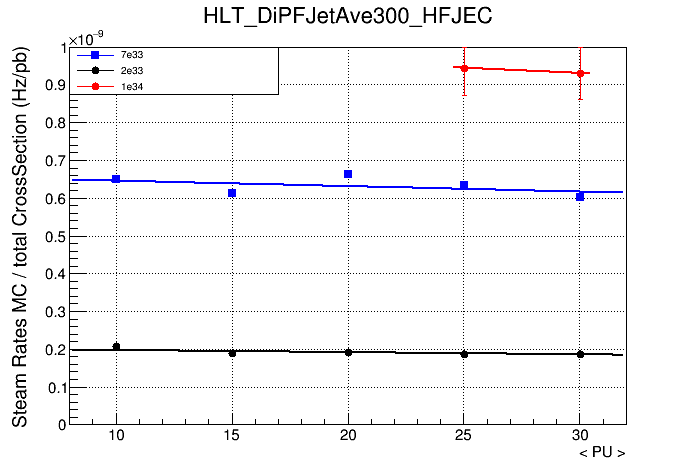 HLT_DiPFJetAve300_HFJEC
×10⁻⁹
7e33
2e33
1e34
1
0.9
0.8
0.7
0.6
0.5
0.4
0.3
0.2
0.1
0
10
15
20
25
30
< PU >
Steam Rates MC / total CrossSection (Hz/pb)